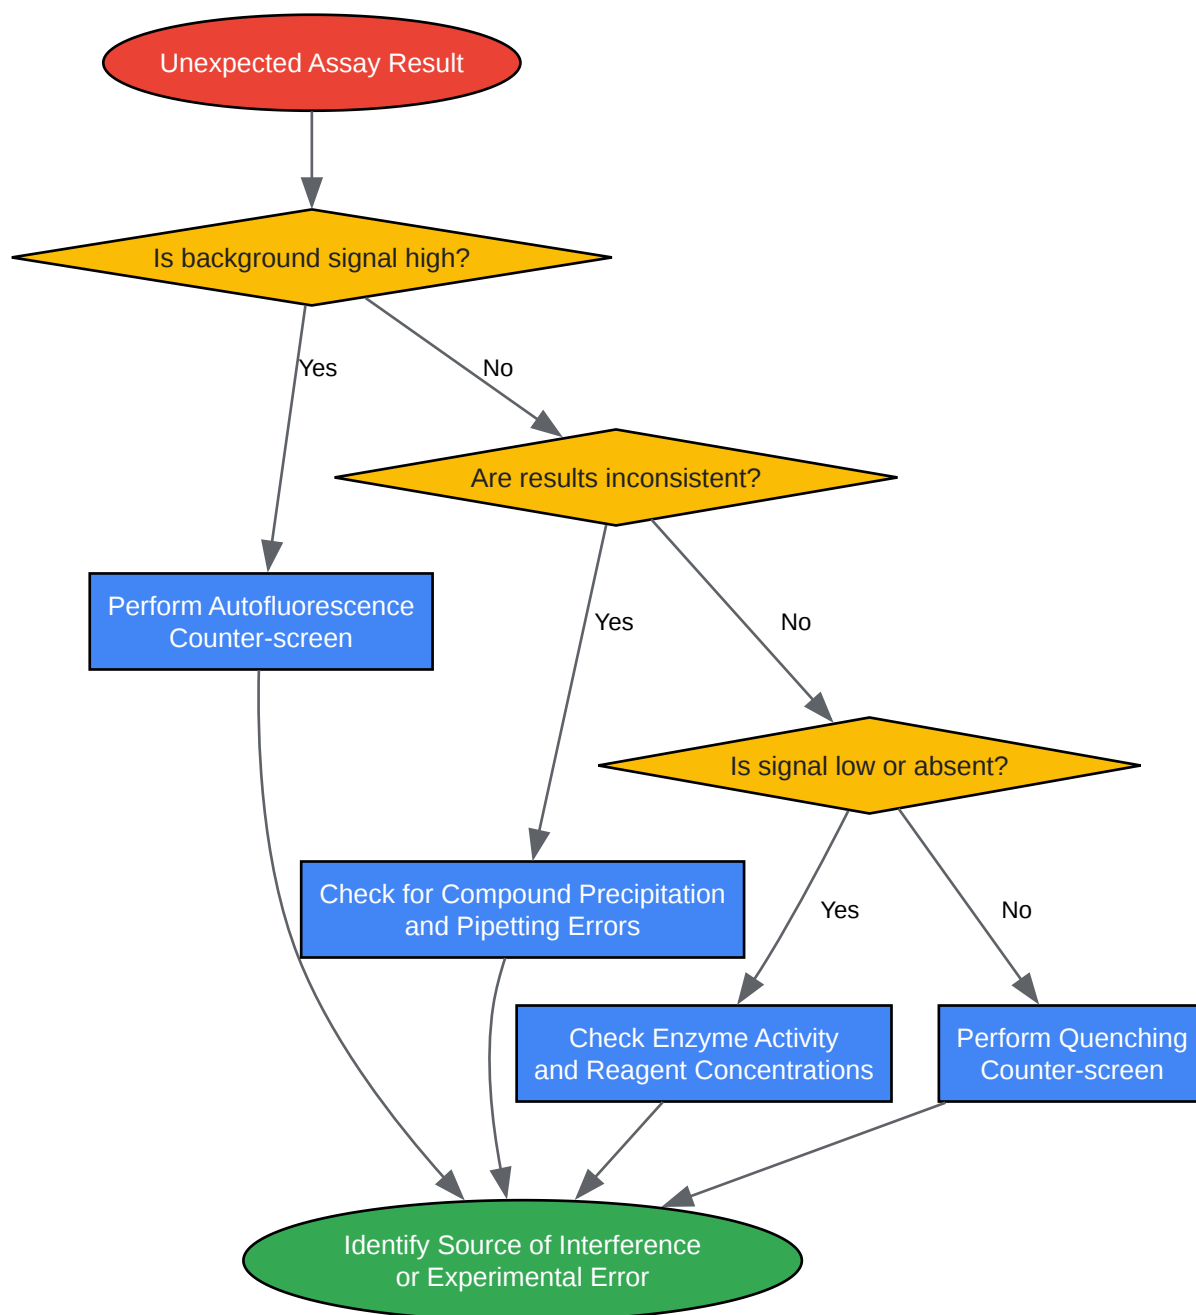 Unexpected Assay Result
Is background signal high?
Yes
No
Are results inconsistent?
Perform Autofluorescence
Counter-screen
Yes
No
Is signal low or absent?
Check for Compound Precipitation
and Pipetting Errors
Yes
No
Check Enzyme Activity
and Reagent Concentrations
Perform Quenching
Counter-screen
Identify Source of Interference
or Experimental Error